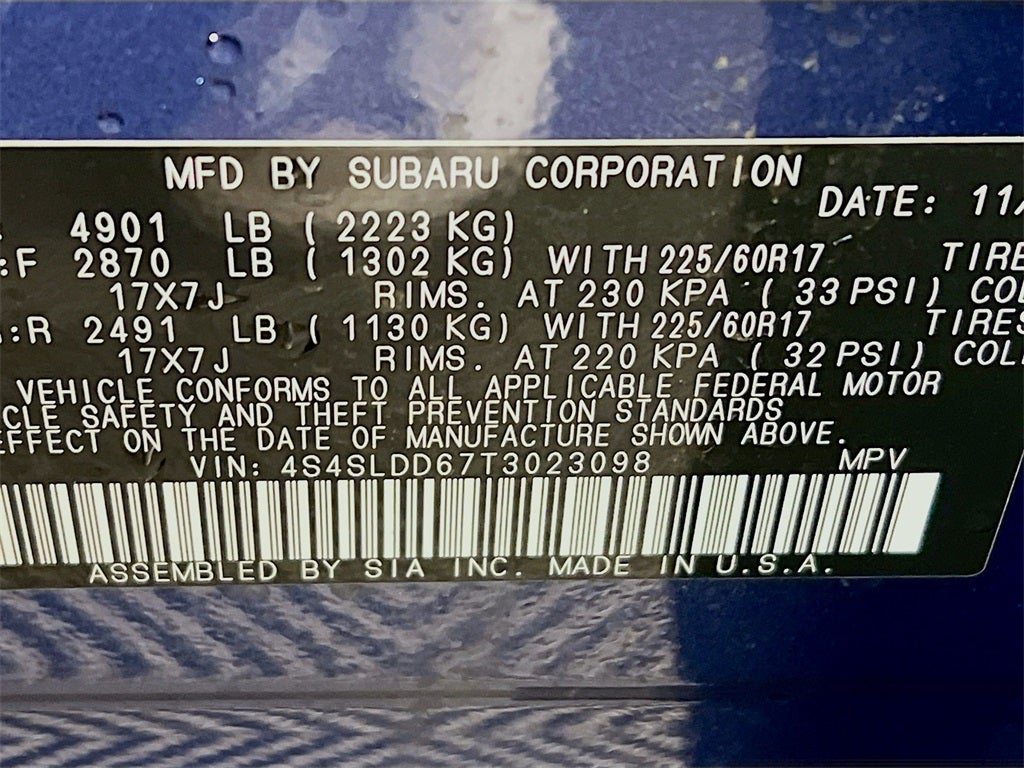 MFD BY SUBARU CORPORATION
DATE: 11/
4901 LB ( 2223 KG)
:F 2870 LB ( 1302 KG) WITH 225/60R17 TIRE
17X7J RIMS. AT 230 KPA ( 33 PSI) COL
:R 2491 LB ( 1130 KG) WITH 225/60R17 TIRES
17X7J RIMS. AT 220 KPA ( 32 PSI) COL
VEHICLE CONFORMS TO ALL APPLICABLE FEDERAL MOTOR
CLE SAFETY AND THEFT PREVENTION STANDARDS
EFFECT ON THE DATE OF MANUFACTURE SHOWN ABOVE.
VIN: 4S4SLDD67T3023098 MPV
ASSEMBLED BY SIA INC. MADE IN U.S.A.